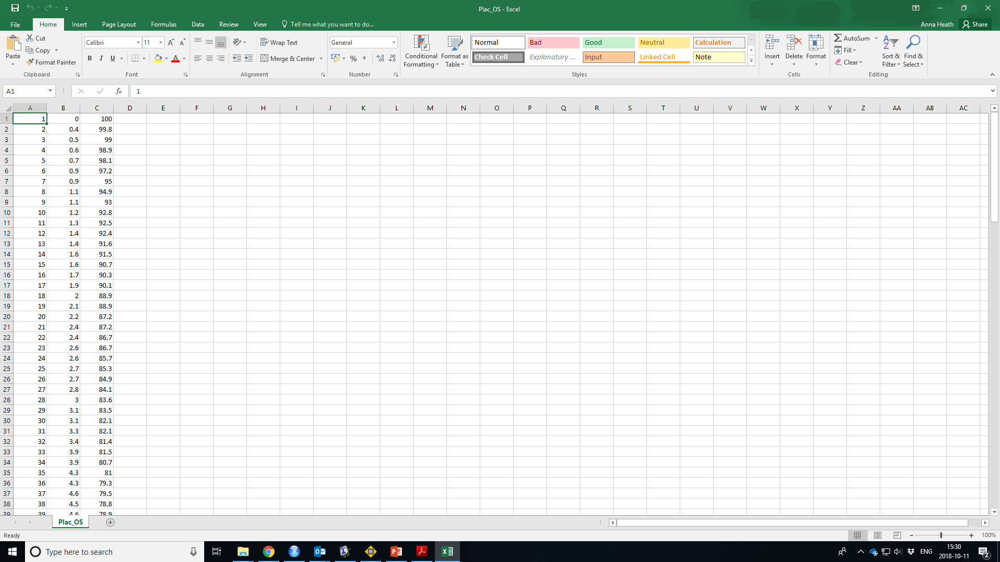 Plac_OS - Excel
File Home Insert Page Layout Formulas Data Review View Tell me what you want to do... Anna Heath Share
Paste Cut Copy Format Painter Clipboard
Calibri 11 B I U A Font
Wrap Text Merge & Center Alignment
General % , Number
Conditional Formatting Format as Table
Normal Bad Good Neutral Calculation
Check Cell Explanatory ... Input Linked Cell Note
Styles
Insert Delete Format Cells
AutoSum Fill Clear Sort & Filter Find & Select Editing
A1 fx 1
A B C D E F G H I J K L M N O P Q R S T U V W X Y Z AA AB AC
1 1 0 100
2 2 0.4 99.8
3 3 0.5 99
4 4 0.6 98.9
5 5 0.7 98.1
6 6 0.9 97.2
7 7 0.9 95
8 8 1.1 94.9
9 9 1.1 93
10 10 1.2 92.8
11 11 1.3 92.5
12 12 1.4 92.4
13 13 1.4 91.6
14 14 1.6 91.5
15 15 1.6 90.7
16 16 1.7 90.3
17 17 1.9 90.1
18 18 2 88.9
19 19 2.1 88.9
20 20 2.2 87.2
21 21 2.4 87.2
22 22 2.4 86.7
23 23 2.6 86.7
24 24 2.6 85.7
25 25 2.7 85.3
26 26 2.7 84.9
27 27 2.8 84.1
28 28 3 83.6
29 29 3.1 83.5
30 30 3.1 82.1
31 31 3.3 82.1
32 32 3.4 81.4
33 33 3.9 81.5
34 34 3.9 80.7
35 35 4.3 81
36 36 4.3 79.3
37 37 4.6 79.5
38 38 4.5 78.8
39 39 4.6 78.9
Plac_OS
Ready 100%
Type here to search
ENG 15:30
2018-10-11 2